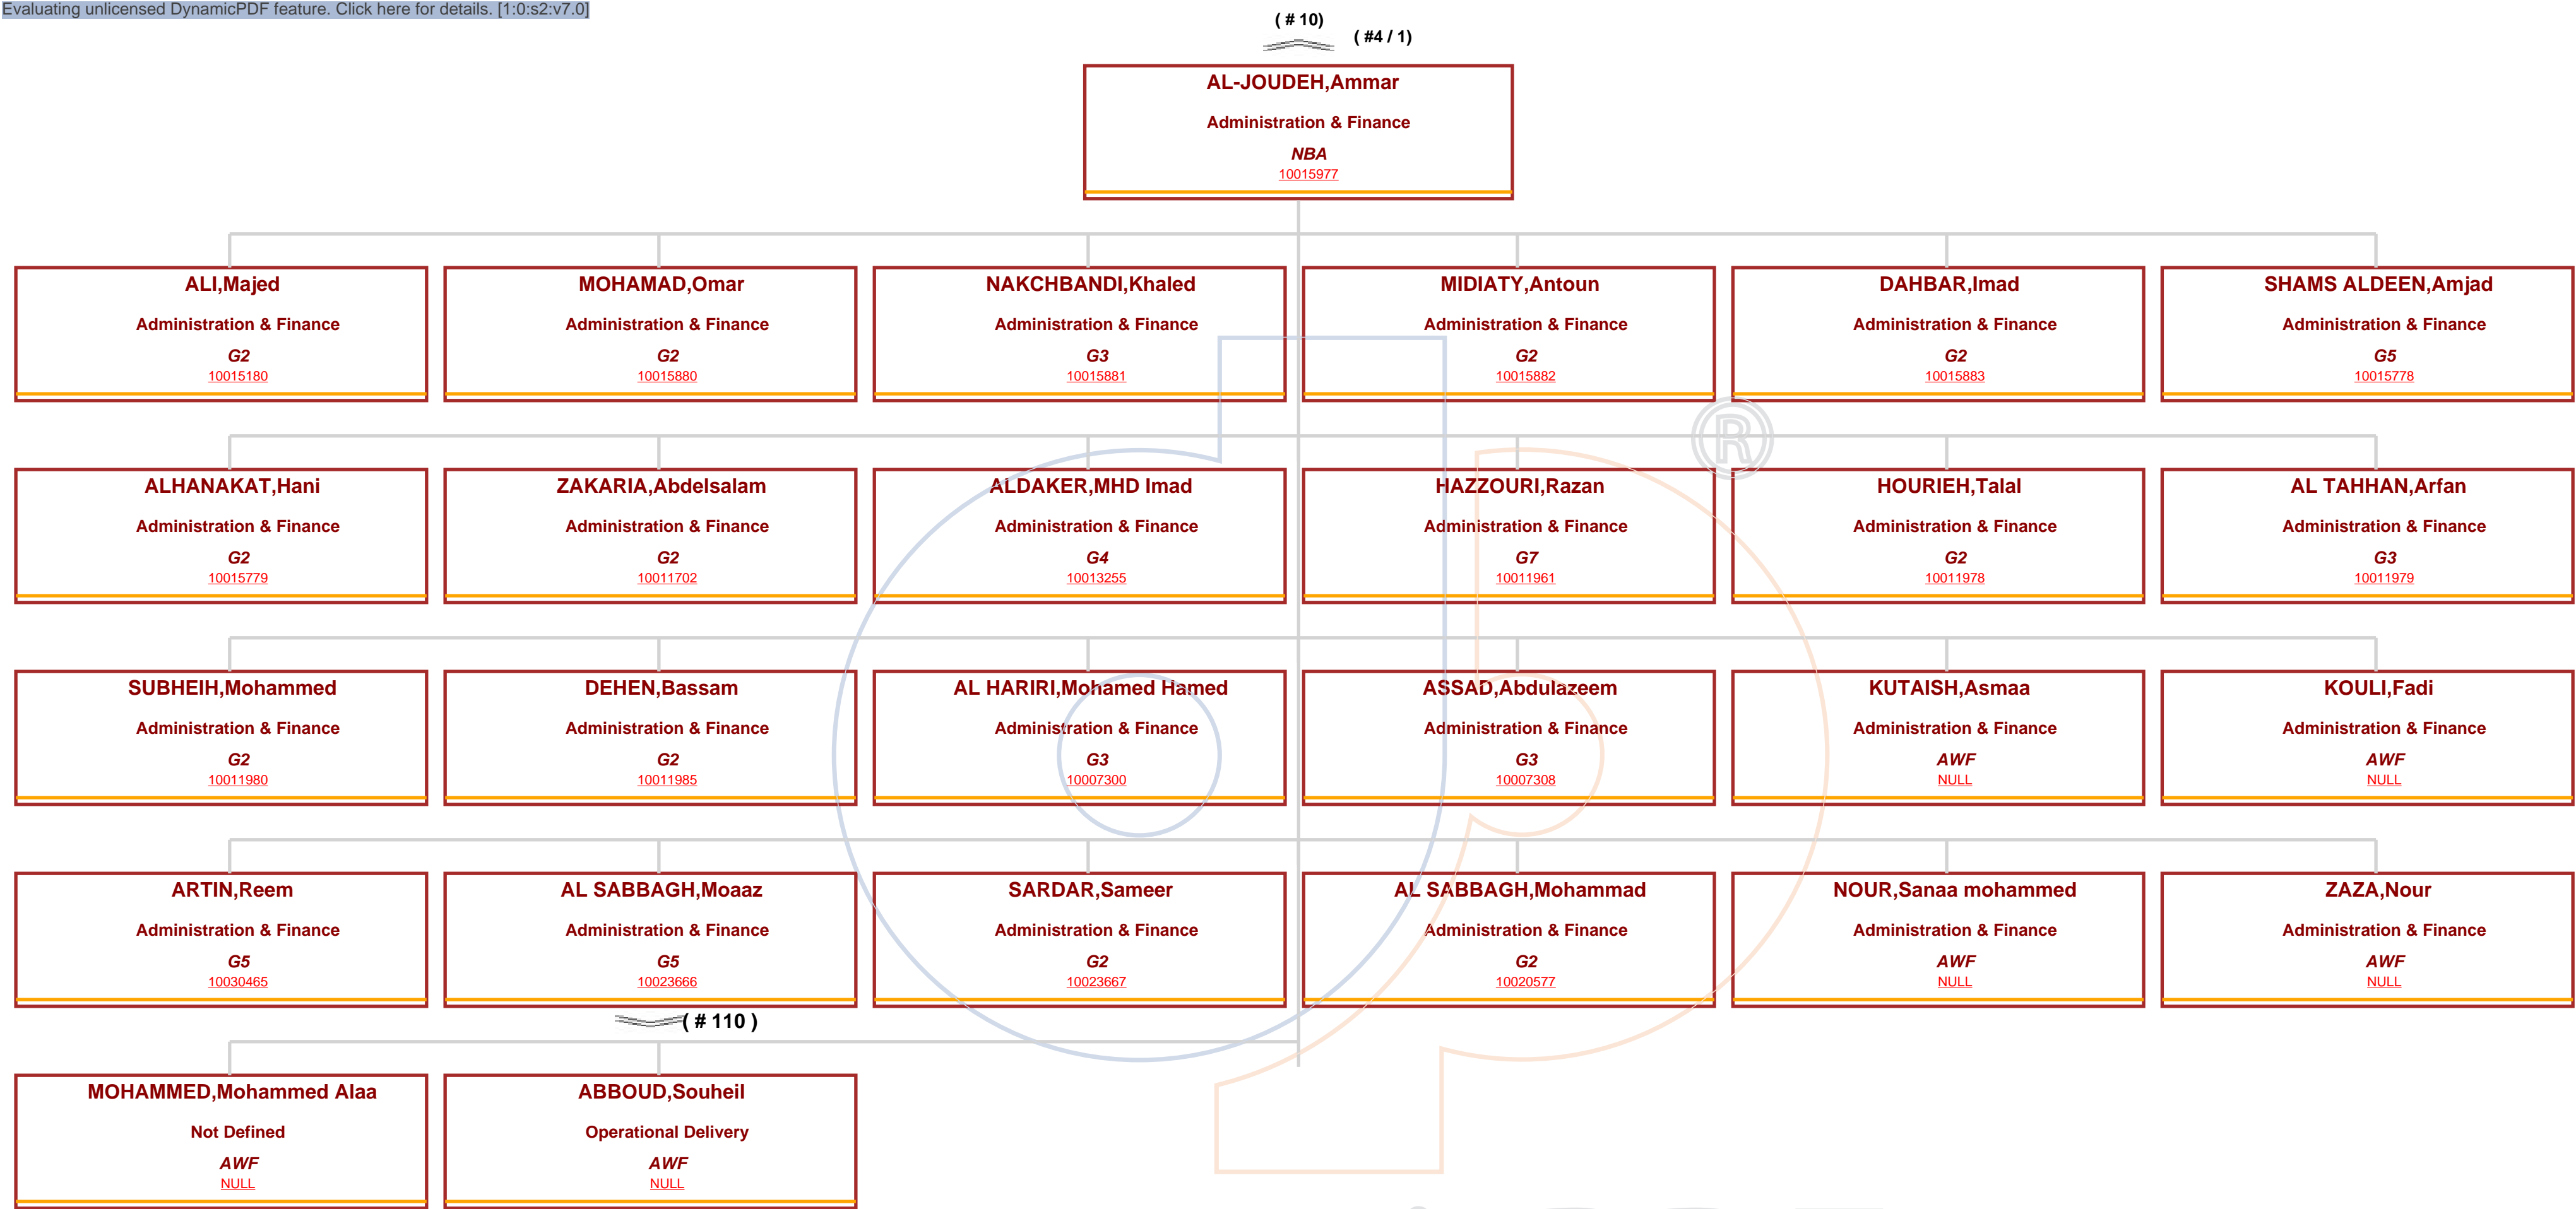 Evaluating unlicensed DynamicPDF feature. Click here for details. [1:0:s2:v7.0]
( # 10)
( #4 / 1)
AL-JOUDEH,Ammar
Administration & Finance
NBA
10015977
ALI,Majed
Administration & Finance
G2
10015180
MOHAMAD,Omar
Administration & Finance
G2
10015880
NAKCHBANDI,Khaled
Administration & Finance
G3
10015881
MIDIATY,Antoun
Administration & Finance
G2
10015882
DAHBAR,Imad
Administration & Finance
G2
10015883
SHAMS ALDEEN,Amjad
Administration & Finance
G5
10015778
ALHANAKAT,Hani
Administration & Finance
G2
10015779
ZAKARIA,Abdelsalam
Administration & Finance
G2
10011702
ALDAKER,MHD Imad
Administration & Finance
G4
10013255
HAZZOURI,Razan
Administration & Finance
G7
10011961
HOURIEH,Talal
Administration & Finance
G2
10011978
AL TAHHAN,Arfan
Administration & Finance
G3
10011979
®
SUBHEIH,Mohammed
Administration & Finance
G2
10011980
DEHEN,Bassam
Administration & Finance
G2
10011985
AL HARIRI,Mohamed Hamed
Administration & Finance
G3
10007300
ASSAD,Abdulazeem
Administration & Finance
G3
10007308
KUTAISH,Asmaa
Administration & Finance
AWF
NULL
KOULI,Fadi
Administration & Finance
AWF
NULL
ARTIN,Reem
Administration & Finance
G5
10030465
AL SABBAGH,Moaaz
Administration & Finance
G5
10023666
SARDAR,Sameer
Administration & Finance
G2
10023667
AL SABBAGH,Mohammad
Administration & Finance
G2
10020577
NOUR,Sanaa mohammed
Administration & Finance
AWF
NULL
ZAZA,Nour
Administration & Finance
AWF
NULL
( # 110 )
MOHAMMED,Mohammed Alaa
Not Defined
AWF
NULL
ABBOUD,Souheil
Operational Delivery
AWF
NULL